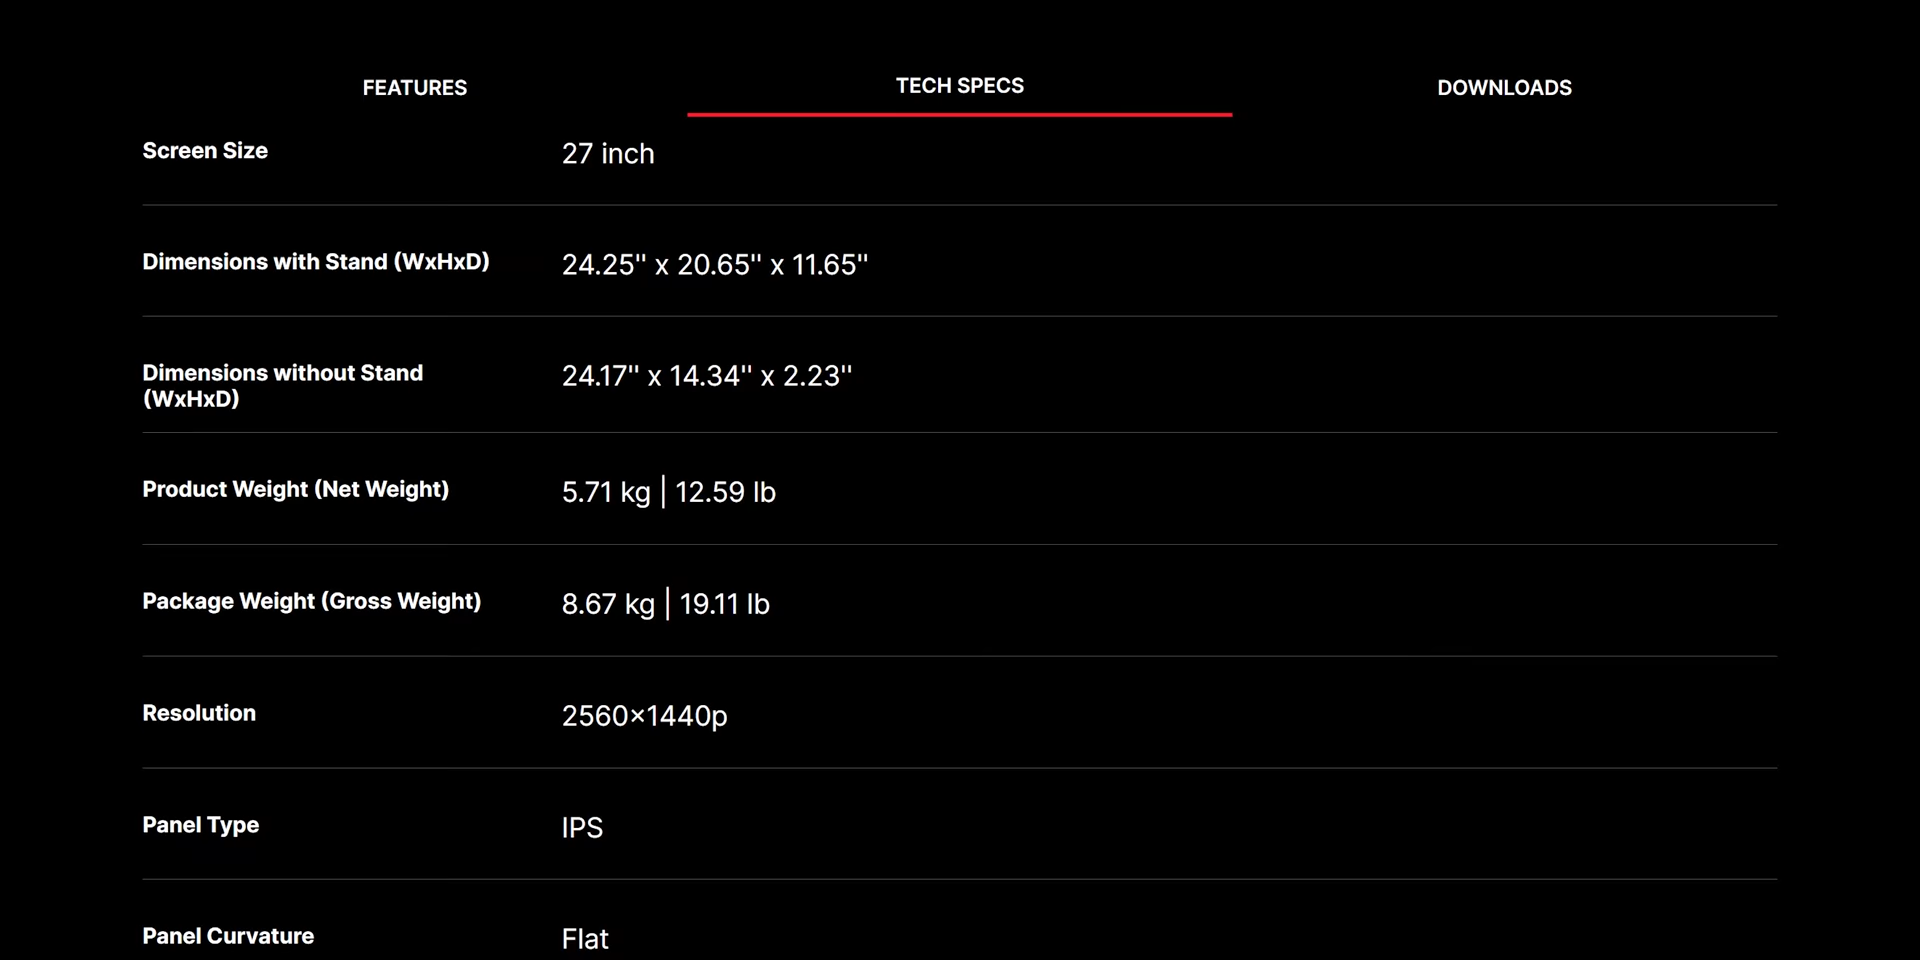 FEATURES
TECH SPECS
DOWNLOADS
Screen Size
27 inch
Dimensions with Stand (WxHxD)
24.25" x 20.65" x 11.65"
Dimensions without Stand
(WxHxD)
24.17" x 14.34" x 2.23"
Product Weight (Net Weight)
5.71 kg | 12.59 lb
Package Weight (Gross Weight)
8.67 kg | 19.11 lb
Resolution
2560×1440p
Panel Type
IPS
Panel Curvature
Flat